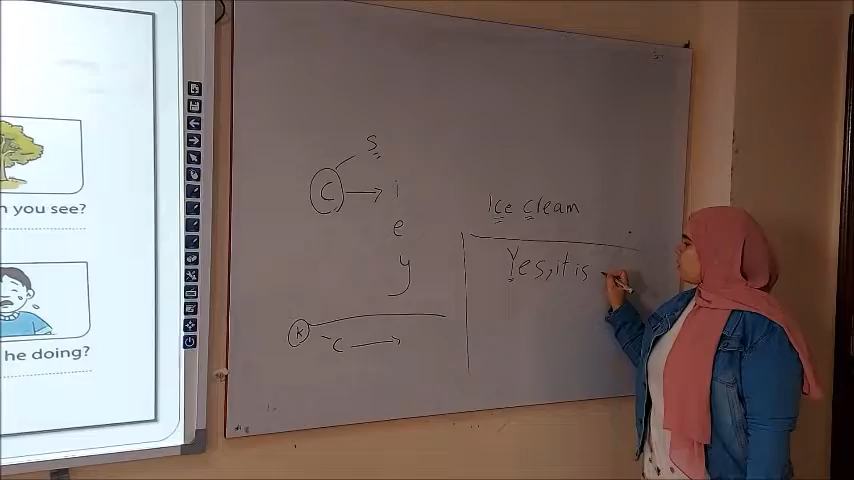 n you see?
he doing?
s
C
i
e
y
K
C
Ice cleam
Yes, it is